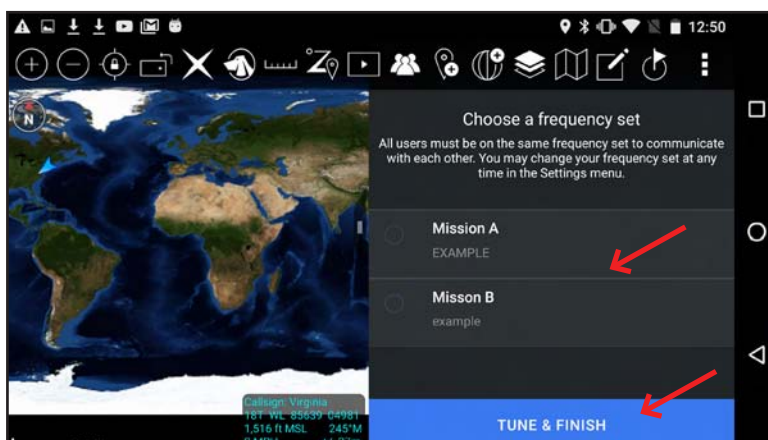 12:50
N
Choose a frequency set
All users must be on the same frequency set to communicate
with each other. You may change your frequency set at any
time in the Settings menu.
Mission A
EXAMPLE
Misson B
example
TUNE & FINISH
Callsign: Virginia
18T WL 85639 04981
1,516 ft MSL 245°M